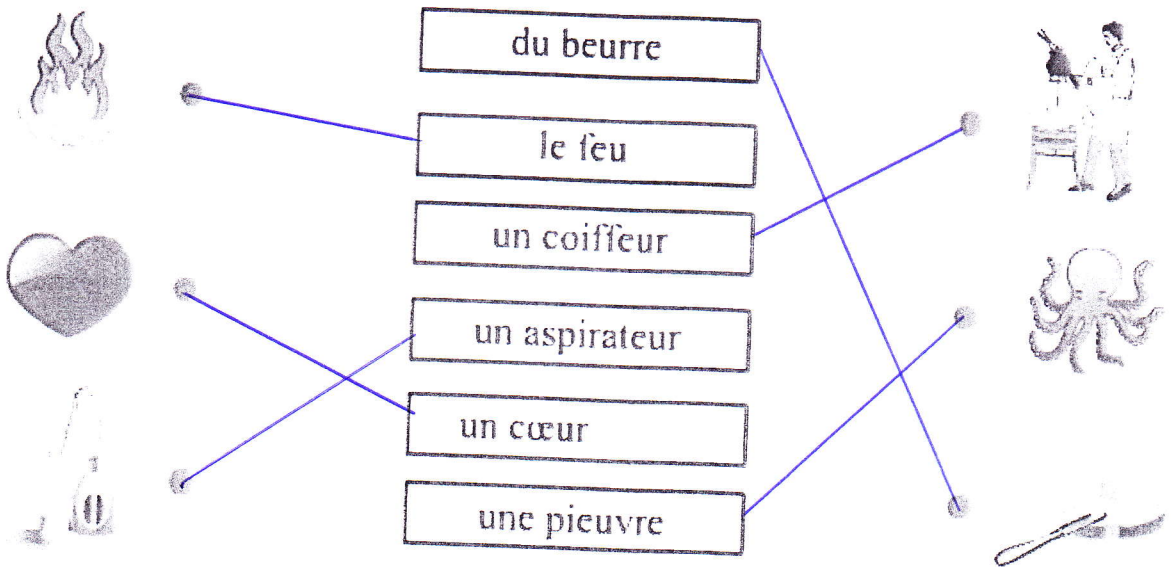 du beurre
le feu
un coiffeur
un aspirateur
un cœur
une pieuvre